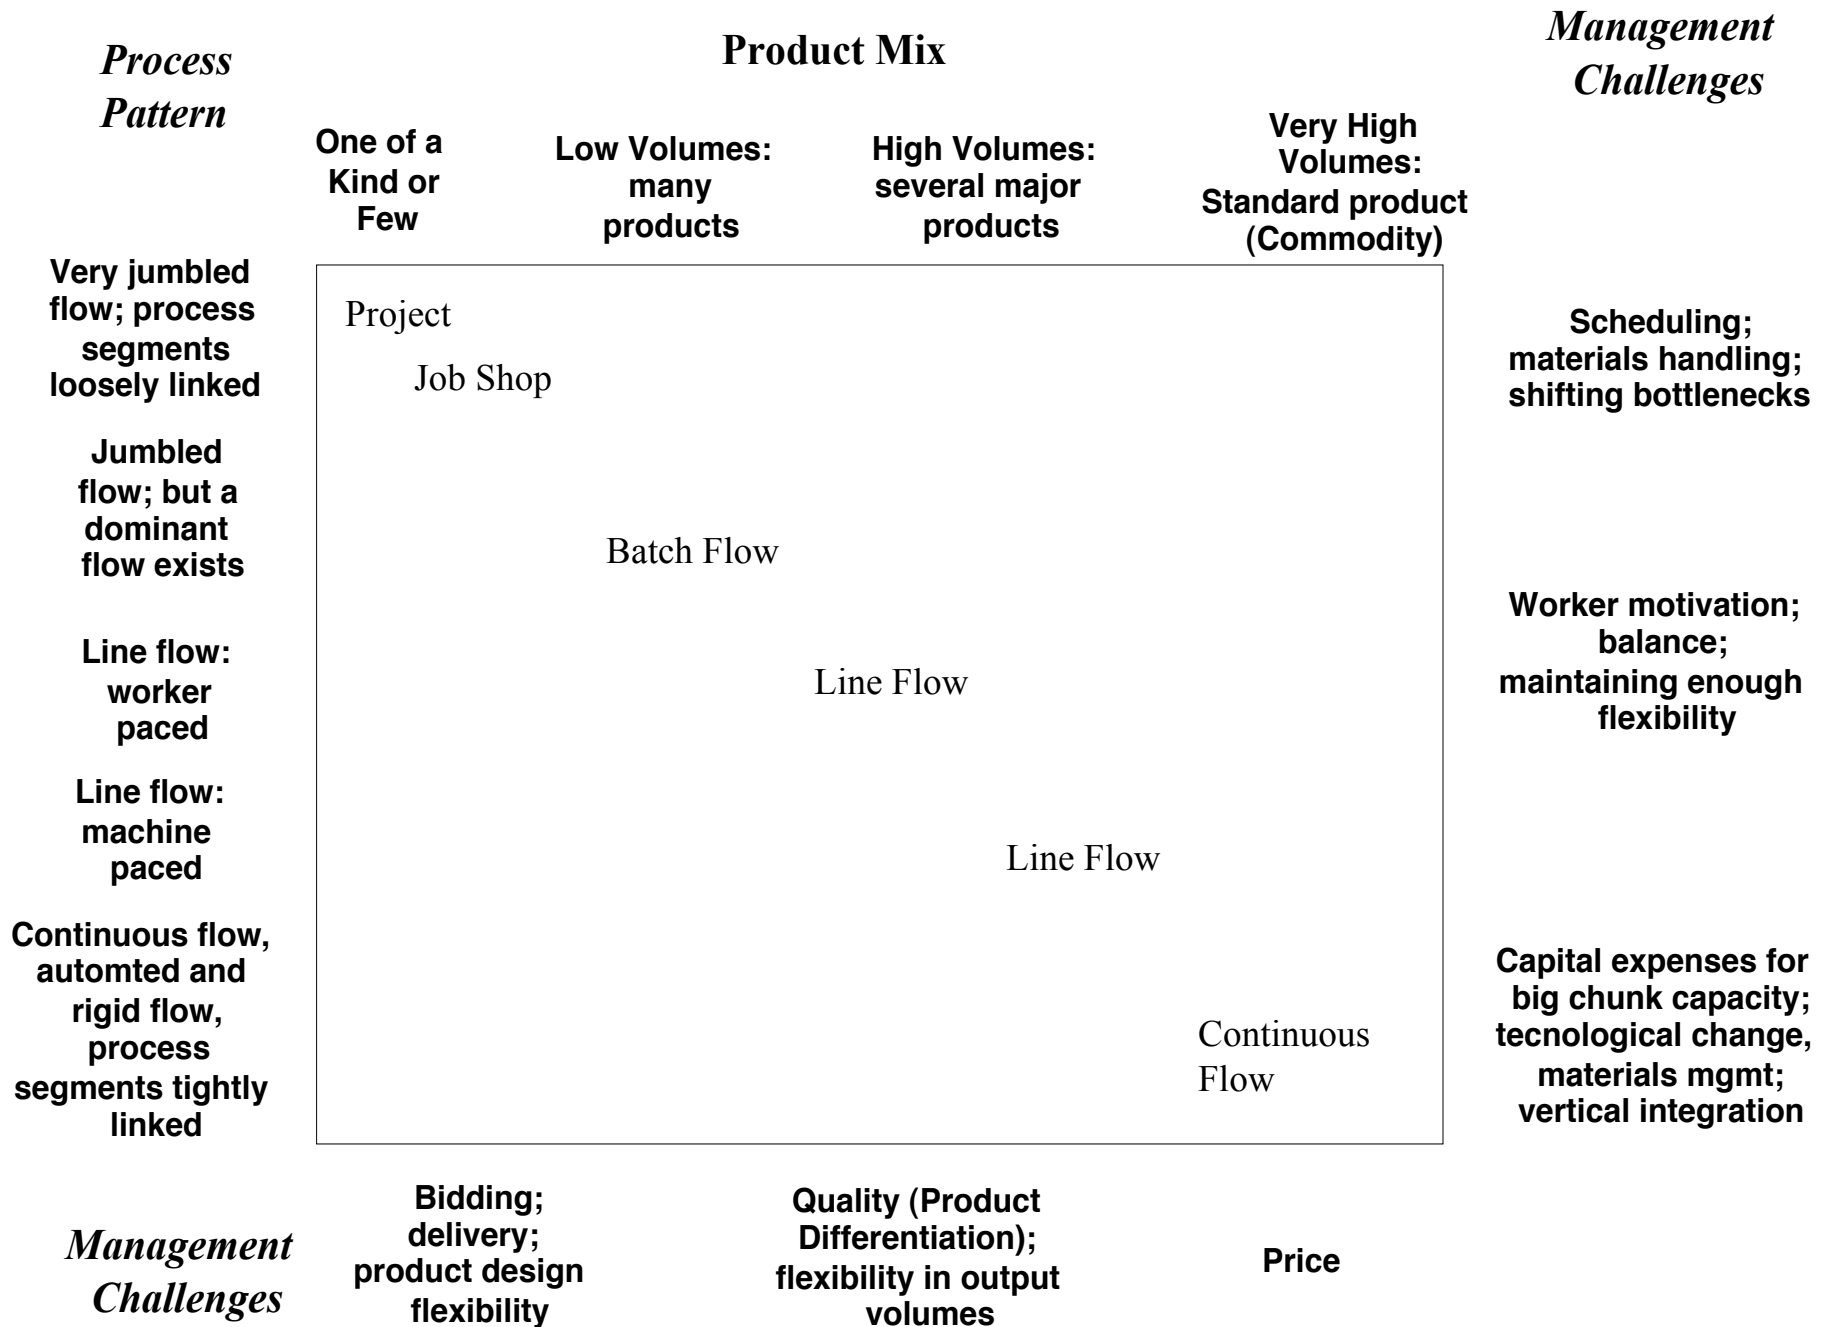 Process
Pattern
Product Mix
Management
Challenges
One of a
Kind or
Few
Low Volumes:
many
products
High Volumes:
several major
products
Very High
Volumes:
Standard product
(Commodity)
Very jumbled
flow; process
segments
loosely linked
Jumbled
flow; but a
dominant
flow exists
Line flow:
worker
paced
Line flow:
machine
paced
Continuous flow,
automted and
rigid flow,
process
segments tightly
linked
Project
Job Shop
Batch Flow
Line Flow
Line Flow
Continuous
Flow
Scheduling;
materials handling;
shifting bottlenecks
Worker motivation;
balance;
maintaining enough
flexibility
Capital expenses for
big chunk capacity;
tecnological change,
materials mgmt;
vertical integration
Management
Challenges
Bidding;
delivery;
product design
flexibility
Quality (Product
Differentiation);
flexibility in output
volumes
Price